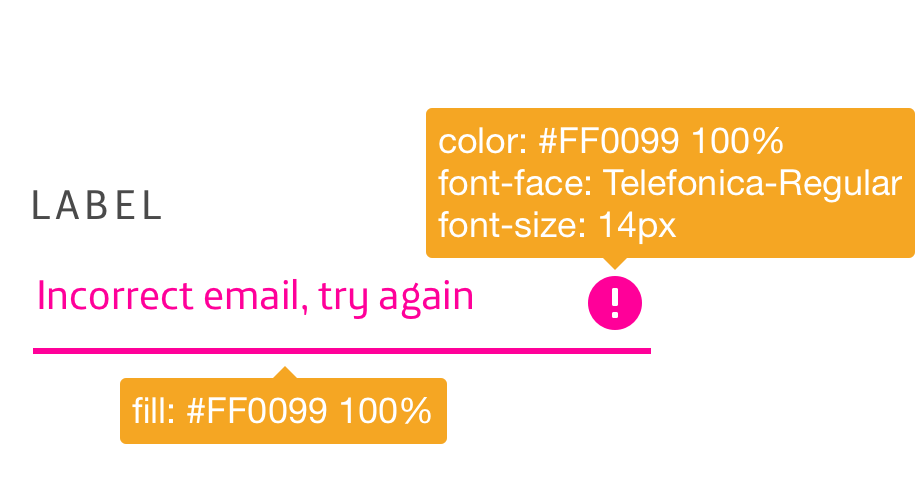 color: #FF0099 100%
font-face: Telefonica-Regular
font-size: 14px
LABEL
Incorrect email, try again
fill: #FF0099 100%